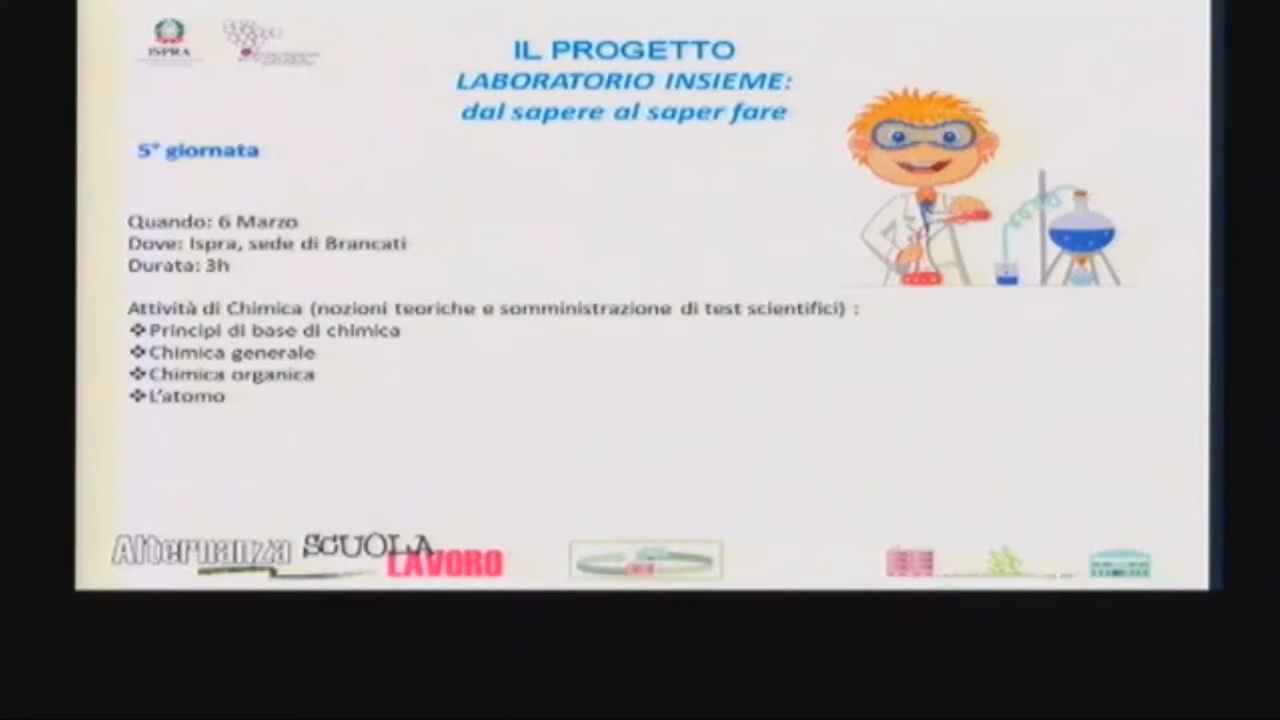 ISPRA
IL PROGETTO
LABORATORIO INSIEME:
dal sapere al saper fare
5° giornata
Quando: 6 Marzo
Dove: Ispra, sede di Brancati
Durata: 3h
Attività di Chimica (nozioni teoriche e somministrazione di test scientifici) :
❖Principi di base di chimica
❖Chimica generale
❖Chimica organica
❖L'atomo
Alternanza SCUOLA
LAVORO